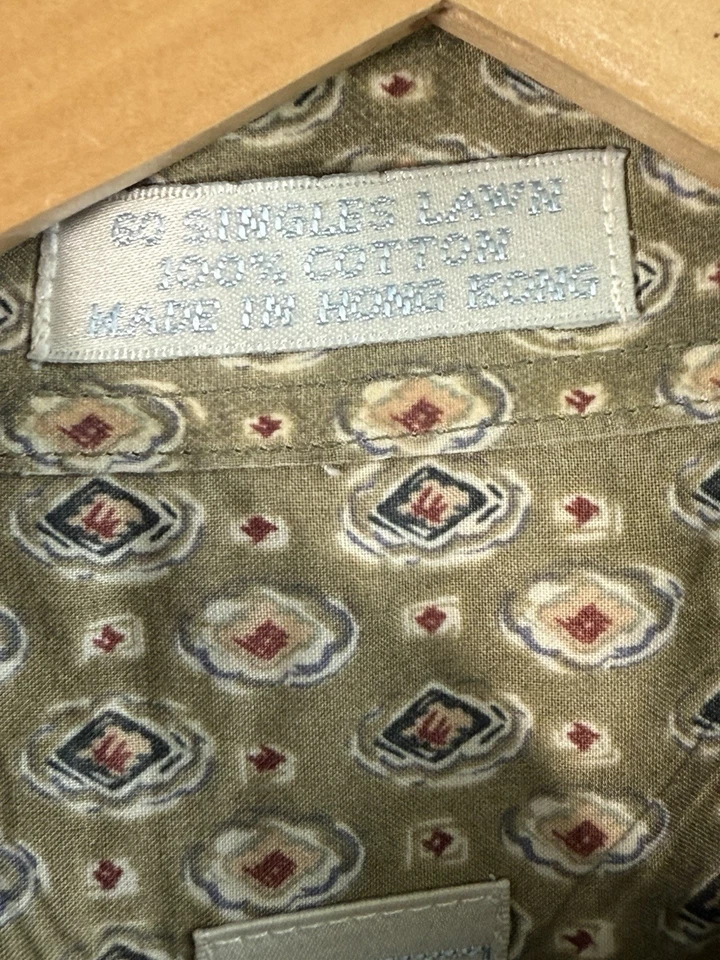 60 SINGLES LAWN
100% COTTON
MADE IN HONG KONG